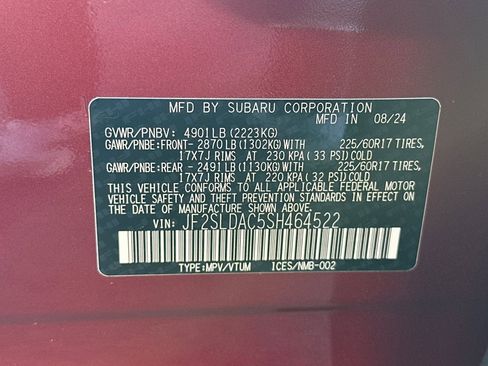 MFD BY SUBARU CORPORATION
MFD IN 08/24
GVWR/PNBV: 4901LB(2223KG)
GAWR/PNBE:FRONT- 2870LB(1302KG)WITH 225/60R17 TIRES,
17X7J RIMS AT 230 KPA(33 PSI)COLD
GAWR/PNBE:REAR - 2491LB(1130KG)WITH 225/60R17 TIRES,
17X7J RIMS AT 220 KPA(32 PSI)COLD
THIS VEHICLE CONFORMS TO ALL APPLICABLE FEDERAL MOTOR
VEHICLE SAFETY, BUMPER, AND THEFT PREVENTION STANDARDS
IN EFFECT ON THE DATE OF MANUFACTURE SHOWN ABOVE.
VIN: JF2SLDAC5SH464522
TYPE:MPV/VTUM ICES/NMB-002